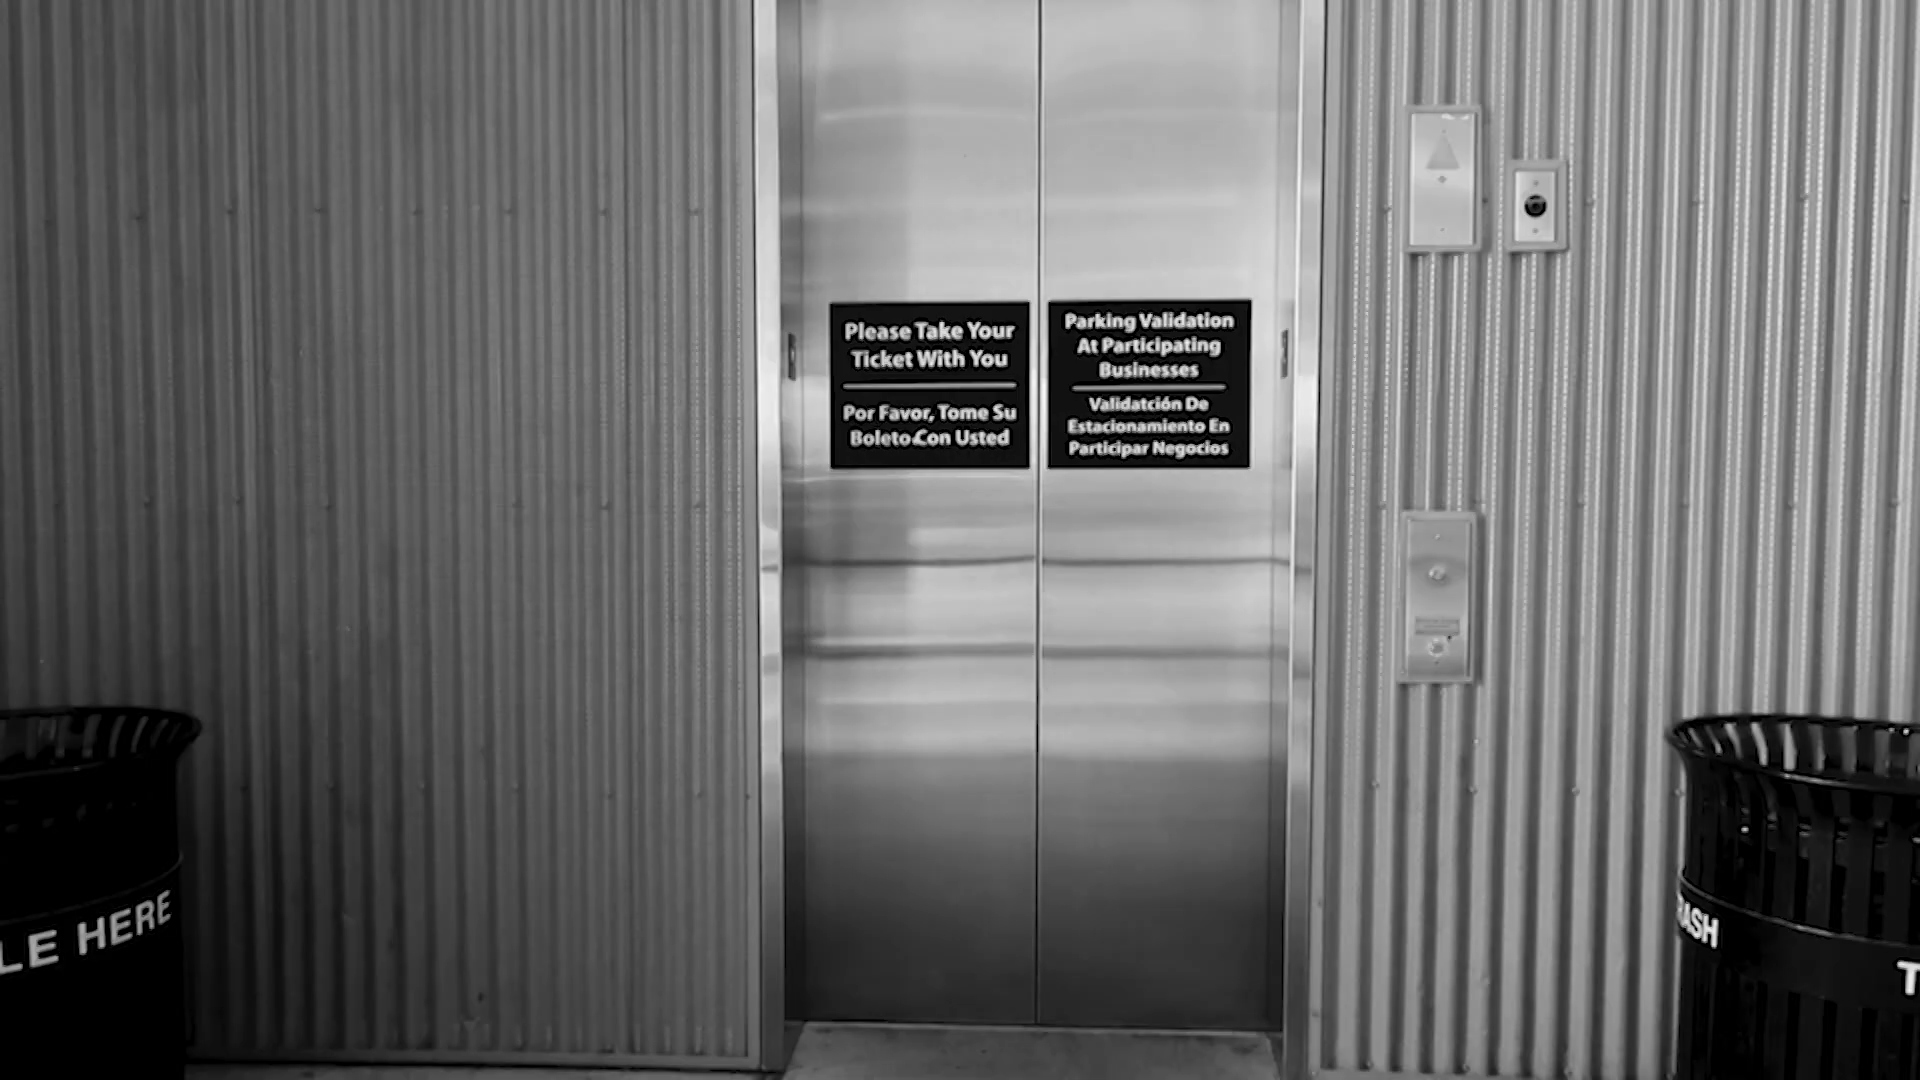 Please Take Your
Ticket With You
Por Favor, Tome Su
Boleto Con Usted
Parking Validation
At Participating
Businesses
Validatción De
Estacionamiento En
Participar Negocios
LE HERE
RASH
T